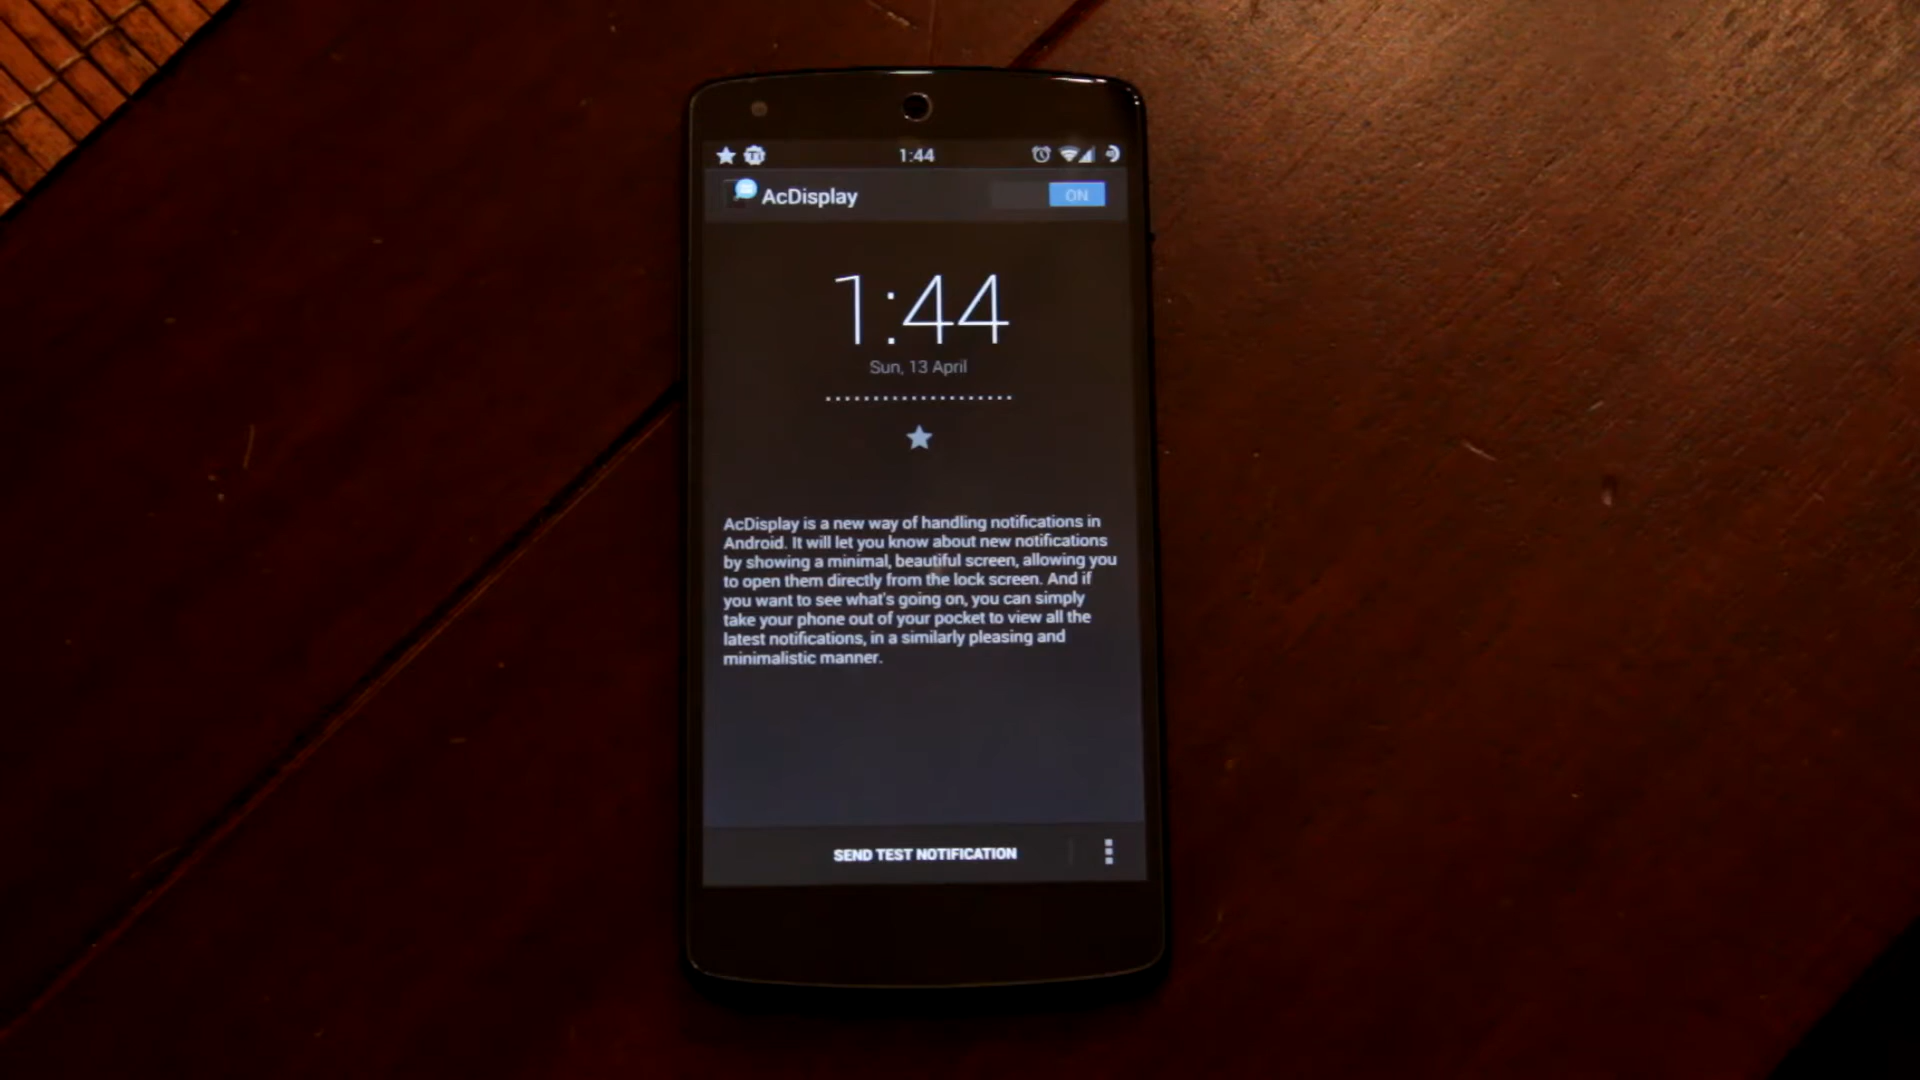 1:44
AcDisplay
ON
1:44
Sun, 13 April
AcDisplay is a new way of handling notifications in
Android. It will let you know about new notifications
by showing a minimal, beautiful screen, allowing you
to open them directly from the lock screen. And if
you want to see what's going on, you can simply
take your phone out of your pocket to view all the
latest notifications, in a similarly pleasing and
minimalistic manner.
SEND TEST NOTIFICATION